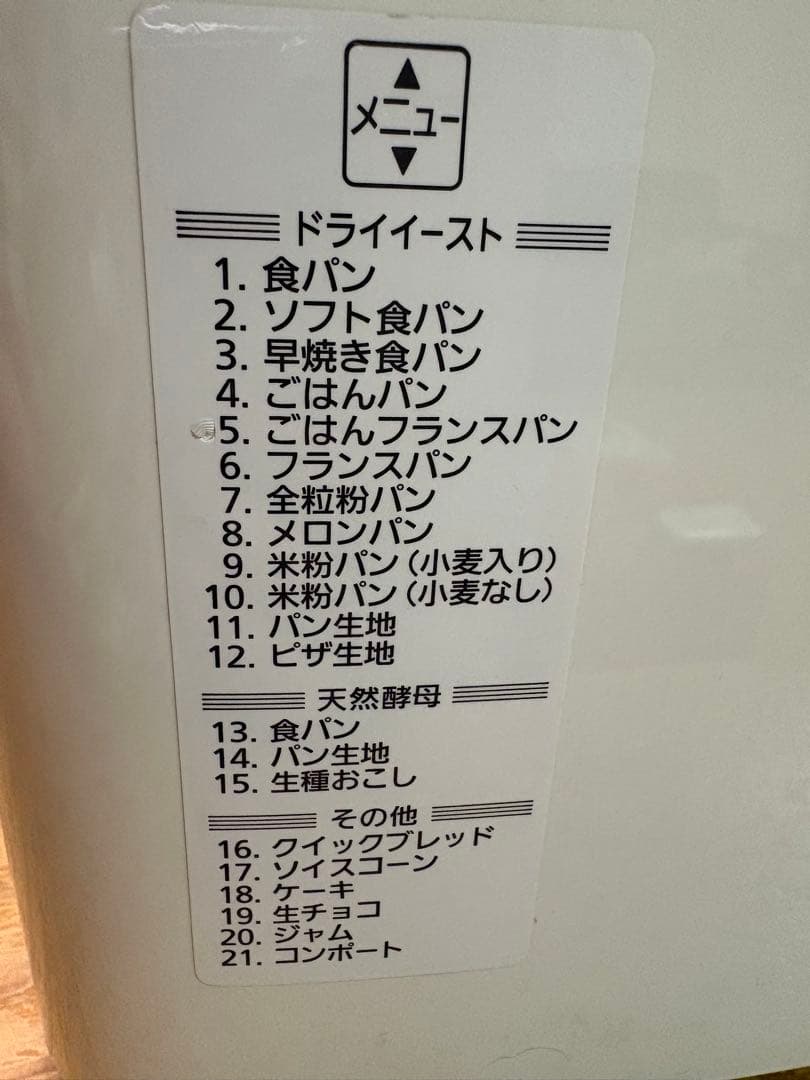 ▲
メニュー
▼
ドライイースト
1. 食パン
2. ソフト食パン
3. 早焼き食パン
4. ごはんパン
5. ごはんフランスパン
6. フランスパン
7. 全粒粉パン
8. メロンパン
9. 米粉パン(小麦入り)
10. 米粉パン(小麦なし)
11. パン生地
12. ピザ生地
天然酵母
13. 食パン
14. パン生地
15. 生種おこし
その他
16. クイックブレッド
17. ソイスコーン
18. ケーキ
19. 生チョコ
20. ジャム
21. コンポート